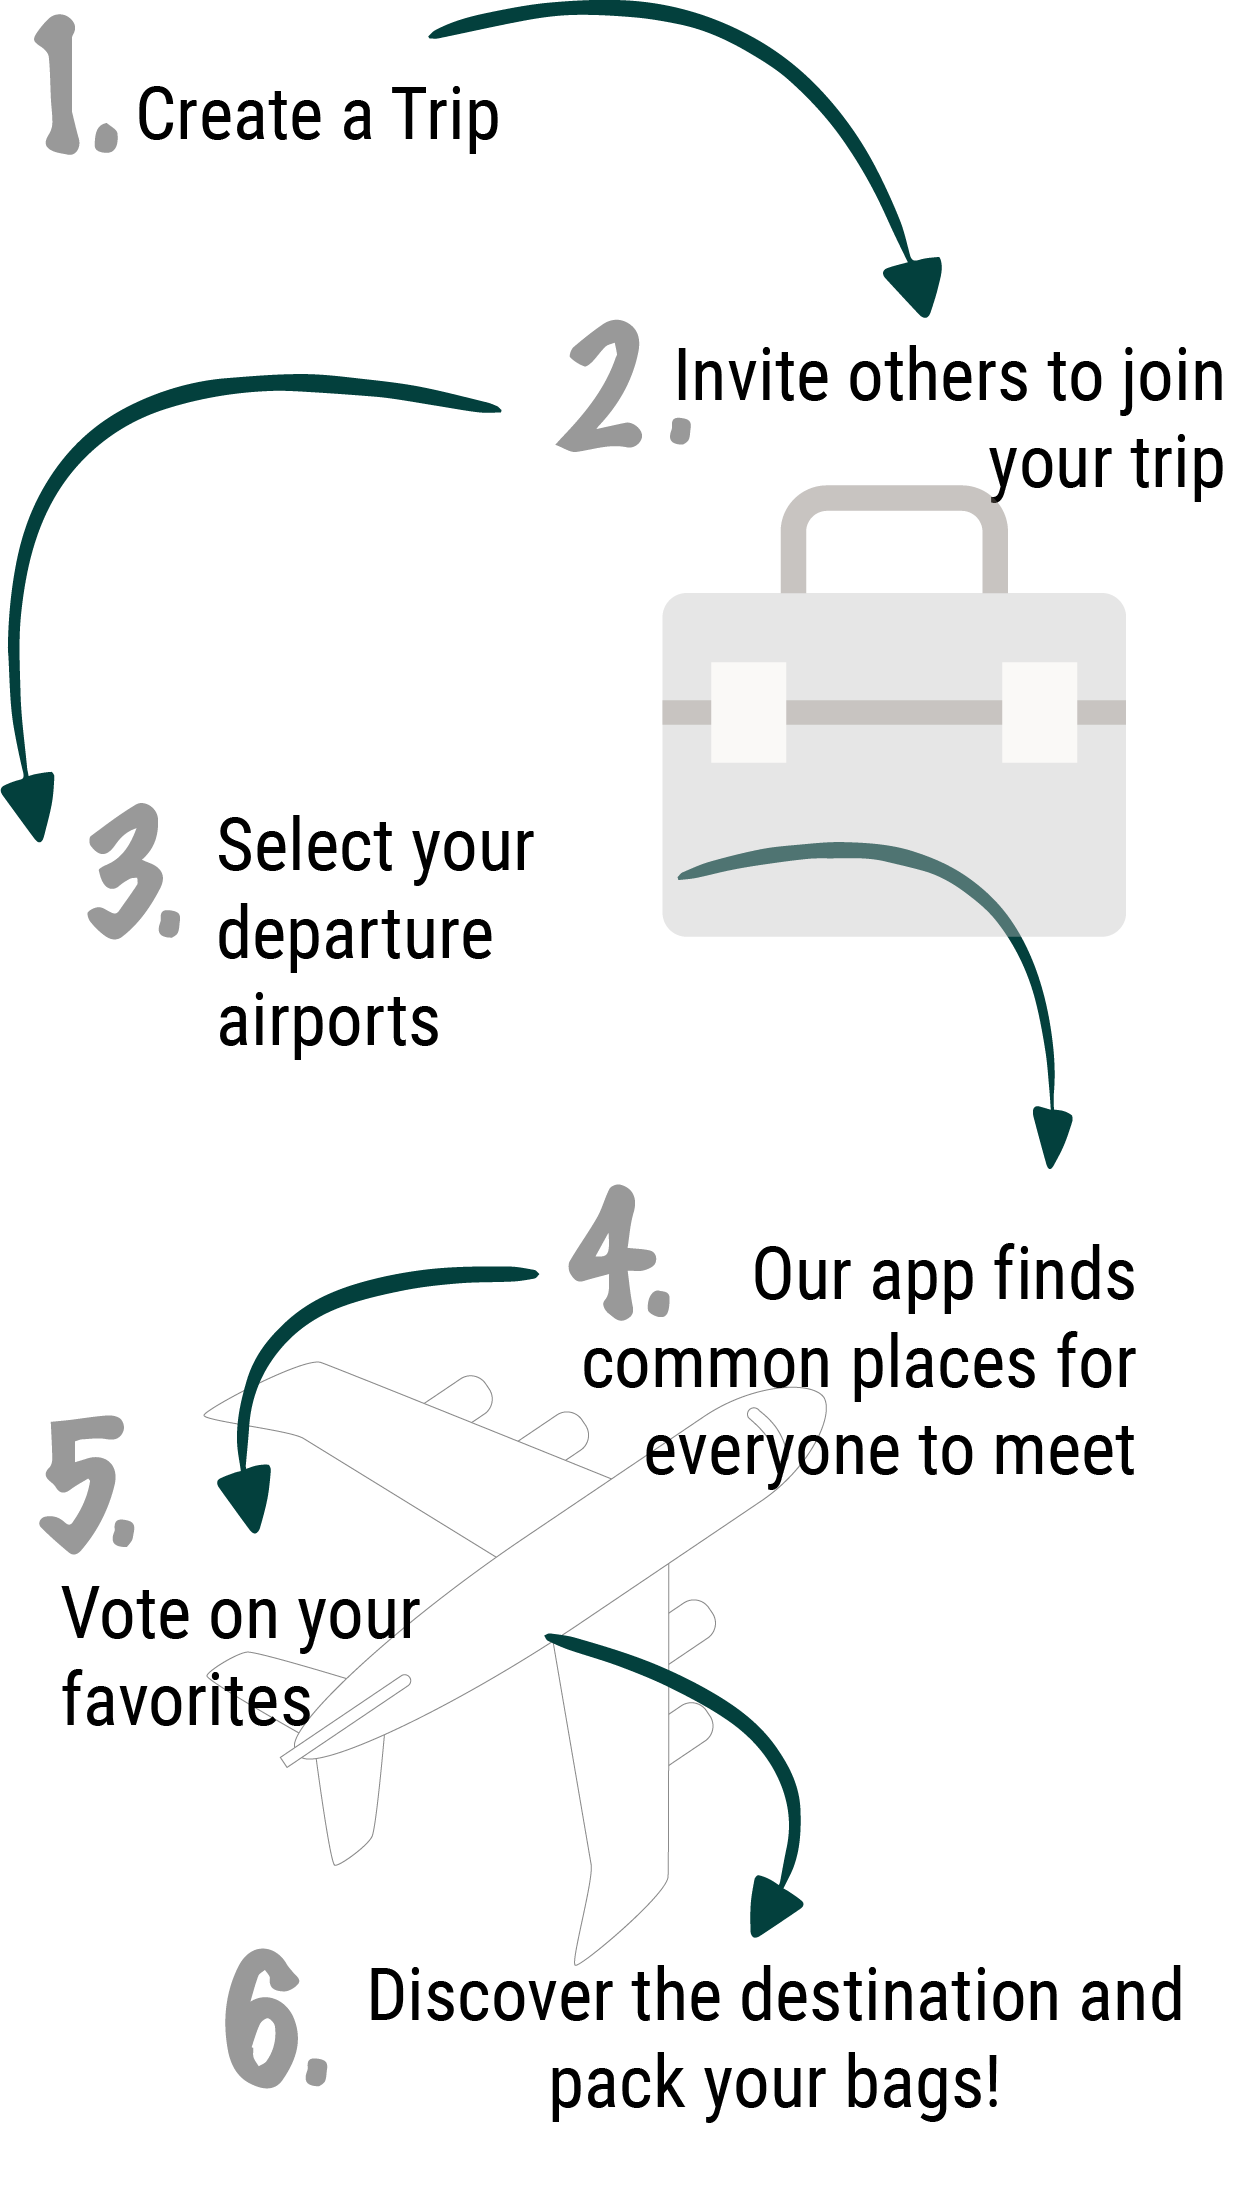 1. Create a Trip
2. Invite others to join
your trip
3. Select your
departure
airports
4. Our app finds
common places for
everyone to meet
5.
Vote on your
favorites
6. Discover the destination and
pack your bags!